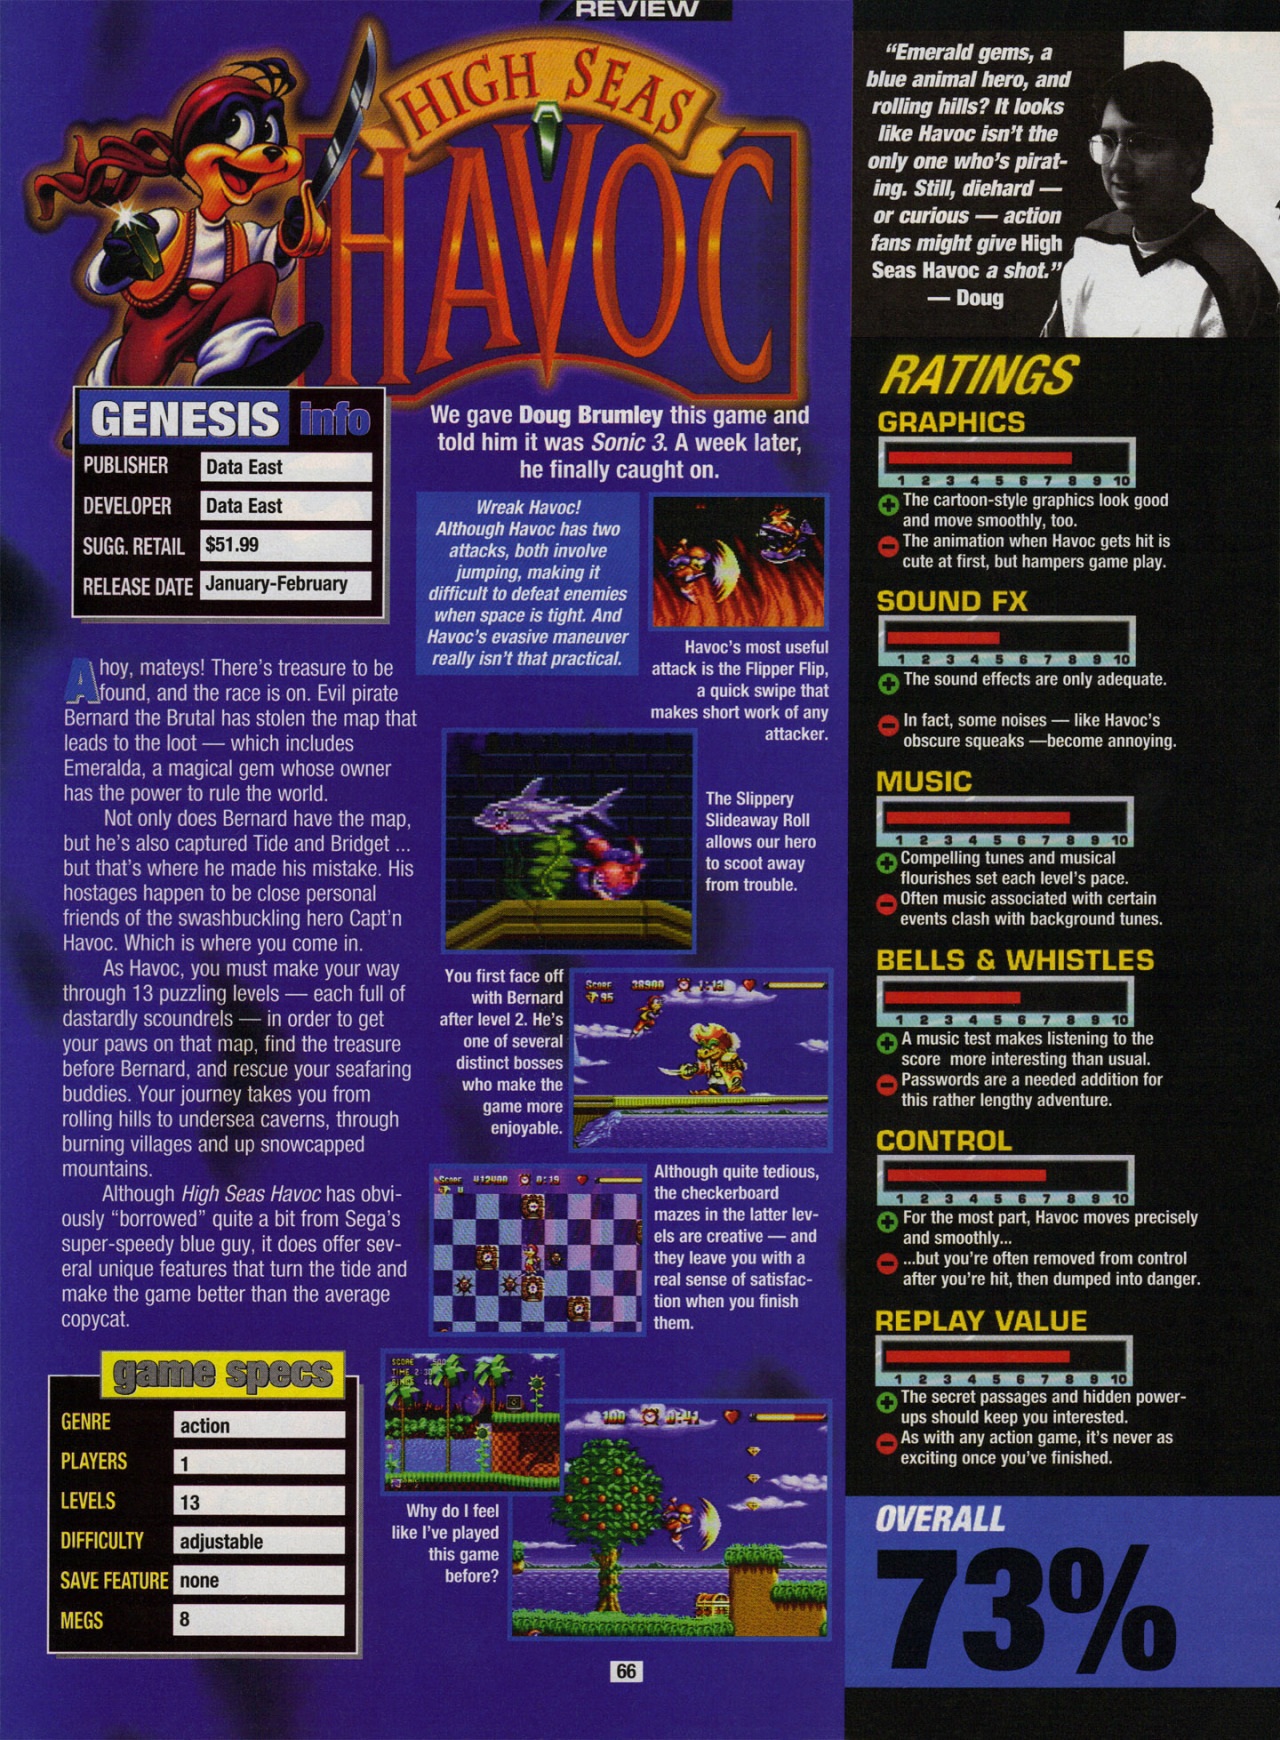 REVIEW
HIGH SEAS
HAVOC
GENESIS info
PUBLISHER Data East
DEVELOPER Data East
SUGG. RETAIL $51.99
RELEASE DATE January-February
We gave Doug Brumley this game and
told him it was Sonic 3. A week later,
he finally caught on.
Ahoy, mateys! There's treasure to be
found, and the race is on. Evil pirate
Bernard the Brutal has stolen the map that
leads to the loot — which includes
Emeralda, a magical gem whose owner
has the power to rule the world.
Not only does Bernard have the map,
but he's also captured Tide and Bridget ...
but that's where he made his mistake. His
hostages happen to be close personal
friends of the swashbuckling hero Capt'n
Havoc. Which is where you come in.
As Havoc, you must make your way
through 13 puzzling levels — each full of
dastardly scoundrels — in order to get
your paws on that map, find the treasure
before Bernard, and rescue your seafaring
buddies. Your journey takes you from
rolling hills to undersea caverns, through
burning villages and up snowcapped
mountains.
Although High Seas Havoc has obvi-
ously "borrowed" quite a bit from Sega's
super-speedy blue guy, it does offer sev-
eral unique features that turn the tide and
make the game better than the average
copycat.
game specs
GENRE action
PLAYERS 1
LEVELS 13
DIFFICULTY adjustable
SAVE FEATURE none
MEGS 8
Wreak Havoc!
Although Havoc has two
attacks, both involve
jumping, making it
difficult to defeat enemies
when space is tight. And
Havoc's evasive maneuver
really isn't that practical.
Havoc's most useful
attack is the Flipper Flip,
a quick swipe that
makes short work of any
attacker.
The Slippery
Slideaway Roll
allows our hero
to scoot away
from trouble.
You first face off
with Bernard
after level 2. He's
one of several
distinct bosses
who make the
game more
enjoyable.
Score 38900 1:12
95
Score 412400 0:19
Although quite tedious,
the checkerboard
mazes in the latter lev-
els are creative — and
they leave you with a
real sense of satisfac-
tion when you finish
them.
SCORE
TIME
100 0:41
Why do I feel
like I've played
this game
before?
66
"Emerald gems, a
blue animal hero, and
rolling hills? It looks
like Havoc isn't the
only one who's pirat-
ing. Still, diehard —
or curious — action
fans might give High
Seas Havoc a shot."
— Doug
RATINGS
GRAPHICS
1 2 3 4 5 6 7 8 9 10
The cartoon-style graphics look good
and move smoothly, too.
The animation when Havoc gets hit is
cute at first, but hampers game play.
SOUND FX
1 2 3 4 5 6 7 8 9 10
The sound effects are only adequate.
In fact, some noises — like Havoc's
obscure squeaks —become annoying.
MUSIC
1 2 3 4 5 6 7 8 9 10
Compelling tunes and musical
flourishes set each level's pace.
Often music associated with certain
events clash with background tunes.
BELLS & WHISTLES
1 2 3 4 5 6 7 8 9 10
A music test makes listening to the
score more interesting than usual.
Passwords are a needed addition for
this rather lengthy adventure.
CONTROL
1 2 3 4 5 6 7 8 9 10
For the most part, Havoc moves precisely
and smoothly...
...but you're often removed from control
after you're hit, then dumped into danger.
REPLAY VALUE
1 2 3 4 5 6 7 8 9 10
The secret passages and hidden power-
ups should keep you interested.
As with any action game, it's never as
exciting once you've finished.
OVERALL
73%